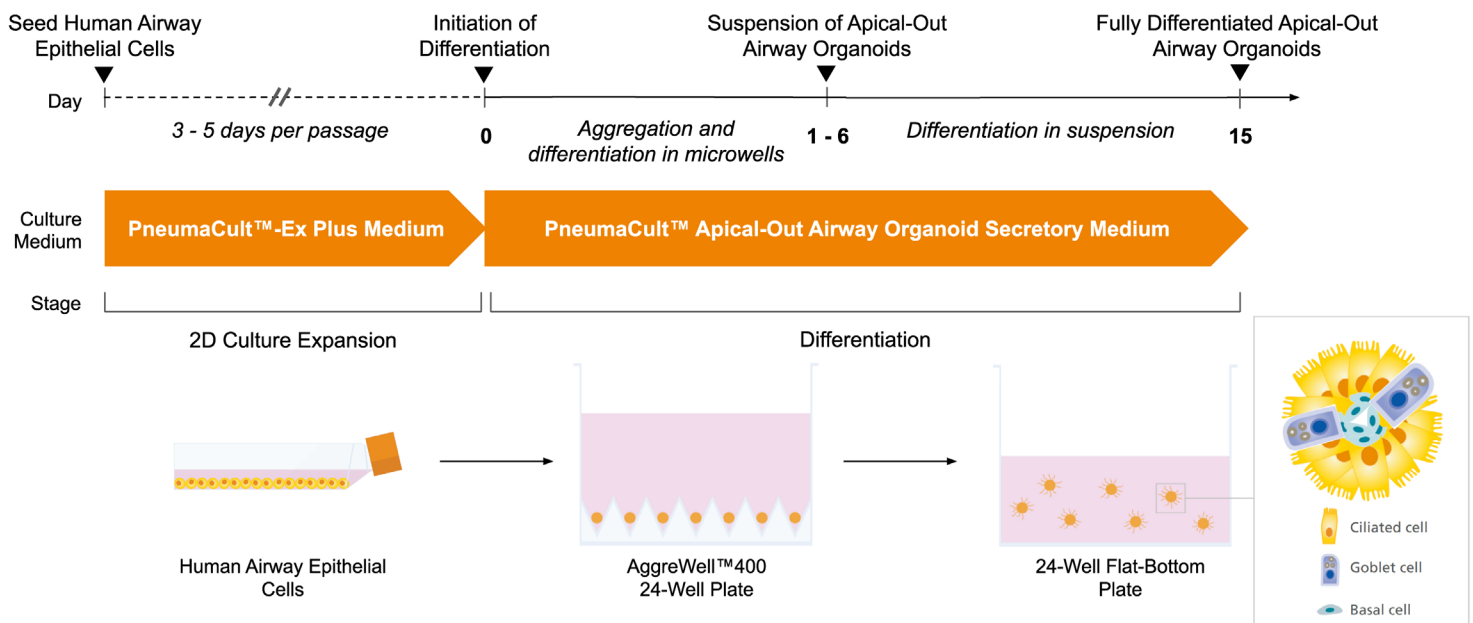 Seed Human Airway
Epithelial Cells
Initiation of
Differentiation
Suspension of Apical-Out
Airway Organoids
Fully Differentiated Apical-Out
Airway Organoids
Day
3 - 5 days per passage
0
Aggregation and
differentiation in microwells
1 - 6
Differentiation in suspension
15
Culture
Medium
PneumaCult™-Ex Plus Medium
PneumaCult™ Apical-Out Airway Organoid Secretory Medium
Stage
2D Culture Expansion
Differentiation
Human Airway Epithelial
Cells
AggreWell™400
24-Well Plate
24-Well Flat-Bottom
Plate
Ciliated cell
Goblet cell
Basal cell